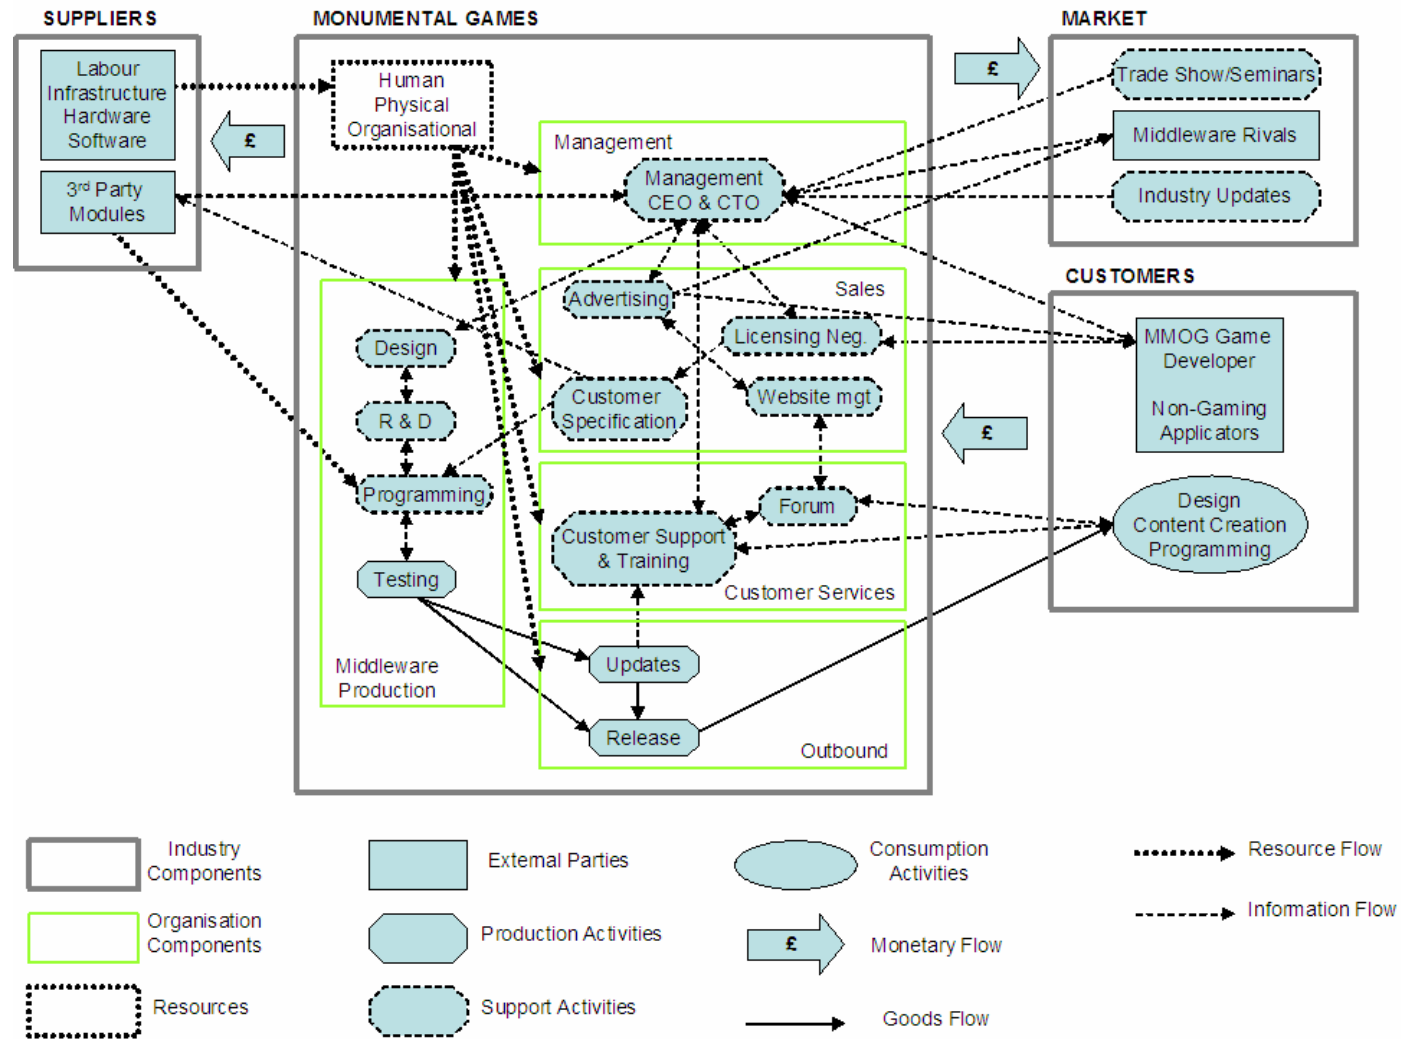 SUPPLIERS
MONUMENTAL GAMES
MARKET
Labour
Infrastructure
Hardware
Software
£
3rd Party
Modules
Human
Physical
Organisational
Management
Management
CEO & CTO
£
Trade Show/Seminars
Middleware Rivals
Industry Updates
CUSTOMERS
Advertising
Sales
Licensing Neg.
Customer
Specification
Website mgt
Design
R & D
Programming
Testing
Middleware
Production
Forum
Customer Support
& Training
Customer Services
Updates
Release
Outbound
MMOG Game
Developer
Non-Gaming
Applicators
£
Design
Content Creation
Programming
Industry
Components
External Parties
Consumption
Activities
Resource Flow
Organisation
Components
Production Activities
£
Monetary Flow
Information Flow
Resources
Support Activities
Goods Flow